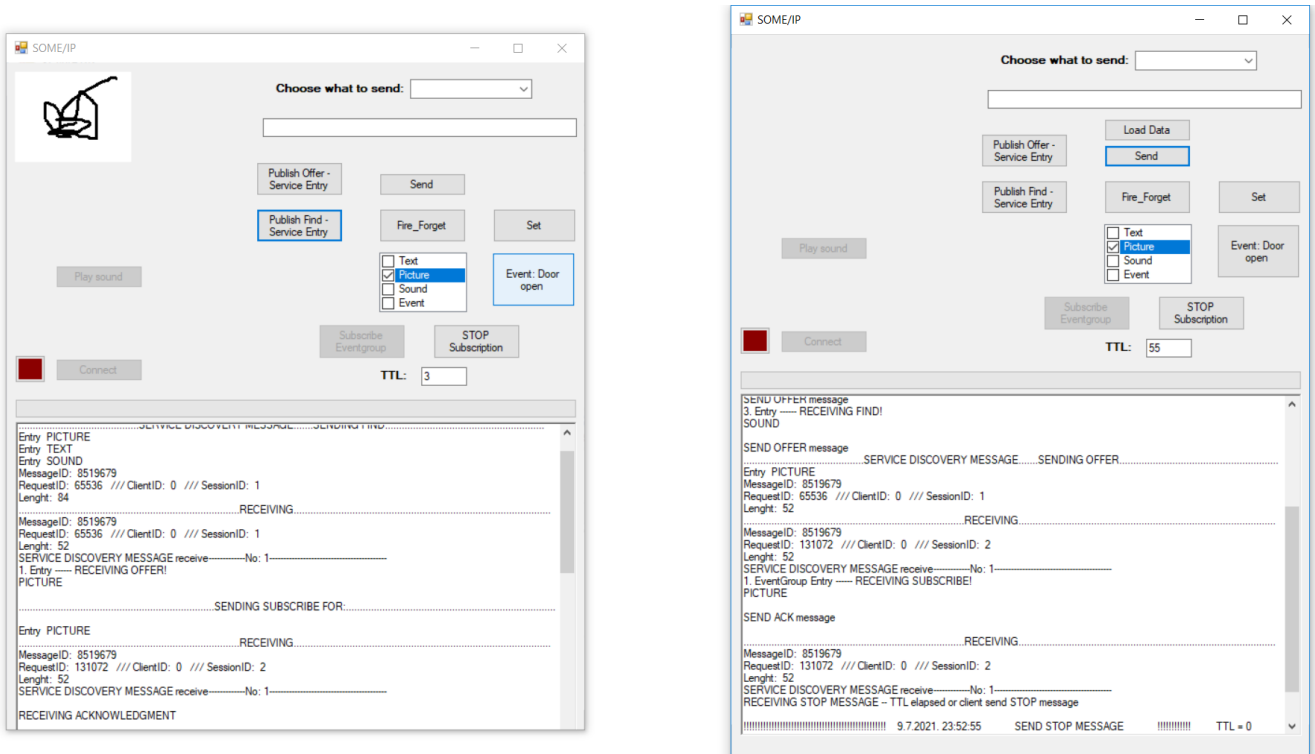 SOME/IP
Choose what to send:
Publish Offer -
Service Entry
Send
Publish Find -
Service Entry
Fire_Forget
Set
Text
Picture
Sound
Event
Event: Door
open
Play sound
Subscribe
Eventgroup
STOP
Subscription
Connect
TTL: 3
.........................................SERVICE DISCOVERY MESSAGE.......SENDING FIND......................................................
Entry PICTURE
Entry TEXT
Entry SOUND
MessageID: 8519679
RequestID: 65536 /// ClientID: 0 /// SessionID: 1
Lenght: 84
...........................................................................RECEIVING........................................................................................
MessageID: 8519679
RequestID: 65536 /// ClientID: 0 /// SessionID: 1
Lenght: 52
SERVICE DISCOVERY MESSAGE receive-------------No: 1------------------------------------------
1. Entry ------ RECEIVING OFFER!
PICTURE
..................................................................SENDING SUBSCRIBE FOR:........................................................................
Entry PICTURE
...........................................................................RECEIVING........................................................................................
MessageID: 8519679
RequestID: 131072 /// ClientID: 0 /// SessionID: 2
Lenght: 52
SERVICE DISCOVERY MESSAGE receive-------------No: 1------------------------------------------
RECEIVING ACKNOWLEDGMENT
SOME/IP
Choose what to send:
Load Data
Publish Offer -
Service Entry
Send
Publish Find -
Service Entry
Fire_Forget
Set
Text
Picture
Sound
Event
Event: Door
open
Play sound
Subscribe
Eventgroup
STOP
Subscription
Connect
TTL: 55
SEND OFFER message
3. Entry ------ RECEIVING FIND!
SOUND
SEND OFFER message
.........................................SERVICE DISCOVERY MESSAGE.......SENDING OFFER......................................................
Entry PICTURE
MessageID: 8519679
RequestID: 65536 /// ClientID: 0 /// SessionID: 1
Lenght: 52
...........................................................................RECEIVING........................................................................................
MessageID: 8519679
RequestID: 131072 /// ClientID: 0 /// SessionID: 2
Lenght: 52
SERVICE DISCOVERY MESSAGE receive-------------No: 1------------------------------------------
1. EventGroup Entry ------ RECEIVING SUBSCRIBE!
PICTURE
SEND ACK message
...........................................................................RECEIVING........................................................................................
MessageID: 8519679
RequestID: 131072 /// ClientID: 0 /// SessionID: 2
Lenght: 52
SERVICE DISCOVERY MESSAGE receive-------------No: 1------------------------------------------
RECEIVING STOP MESSAGE -- TTL elapsed or client send STOP message
!!!!!!!!!!!!!!!!!!!!!!!!!!!!!!!!!!!!!!!!!!!!!!!!!! 9.7.2021. 23:52:55 SEND STOP MESSAGE !!!!!!!!!!!! TTL = 0